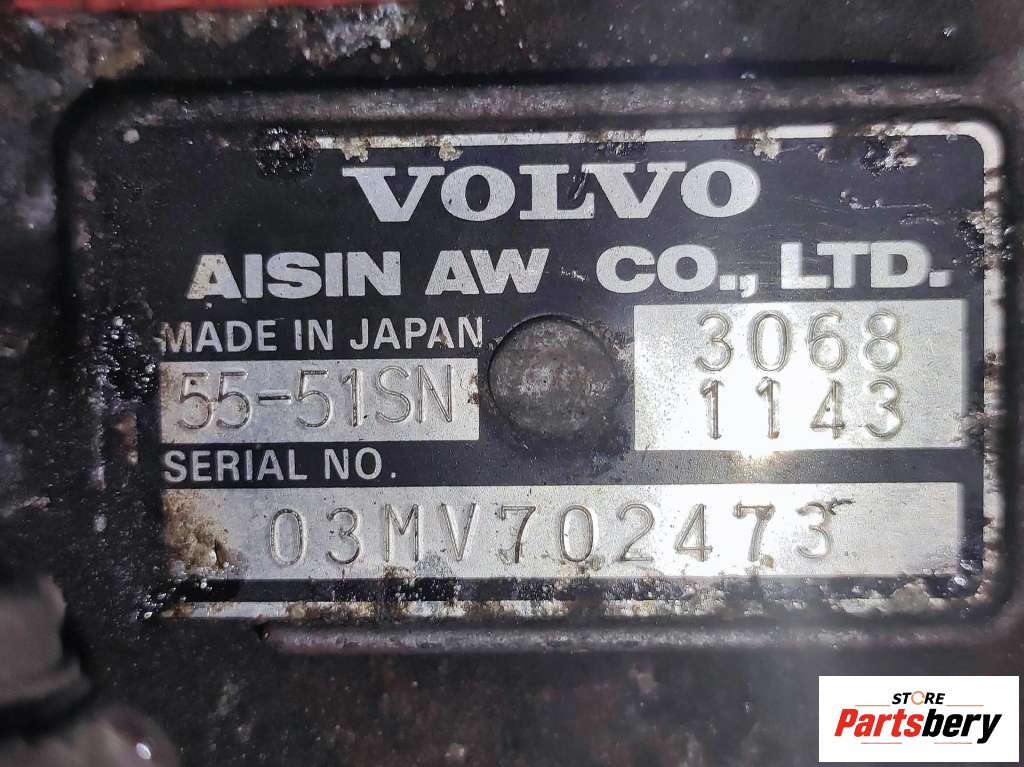 VOLVO
AISIN AW CO., LTD.
MADE IN JAPAN
55-51SN
3068
1143
SERIAL NO.
03MV702473
STORE
Partsbery